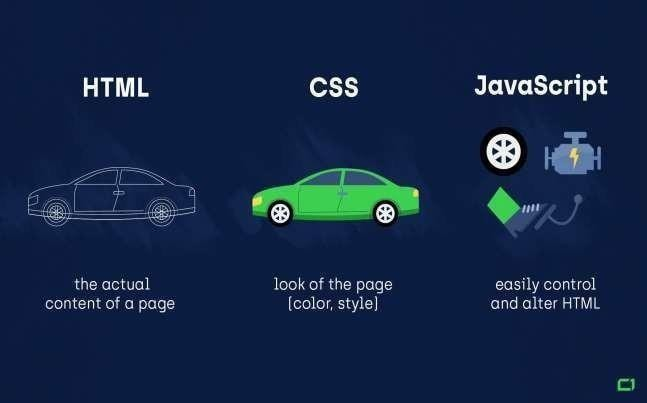 HTML
CSS
JavaScript
the actual
content of a page
look of the page
(color, style)
easily control
and alter HTML